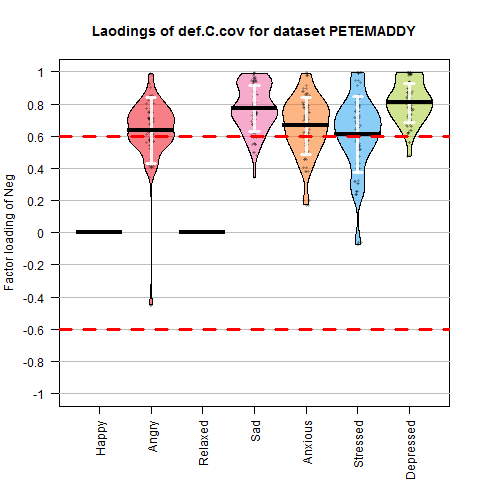 Laodings of def.C.cov for dataset PETEMADDY
Factor loading of Neg
1
0.8
0.6
0.4
0.2
0
-0.2
-0.4
-0.6
-0.8
-1
Happy
Angry
Relaxed
Sad
Anxious
Stressed
Depressed